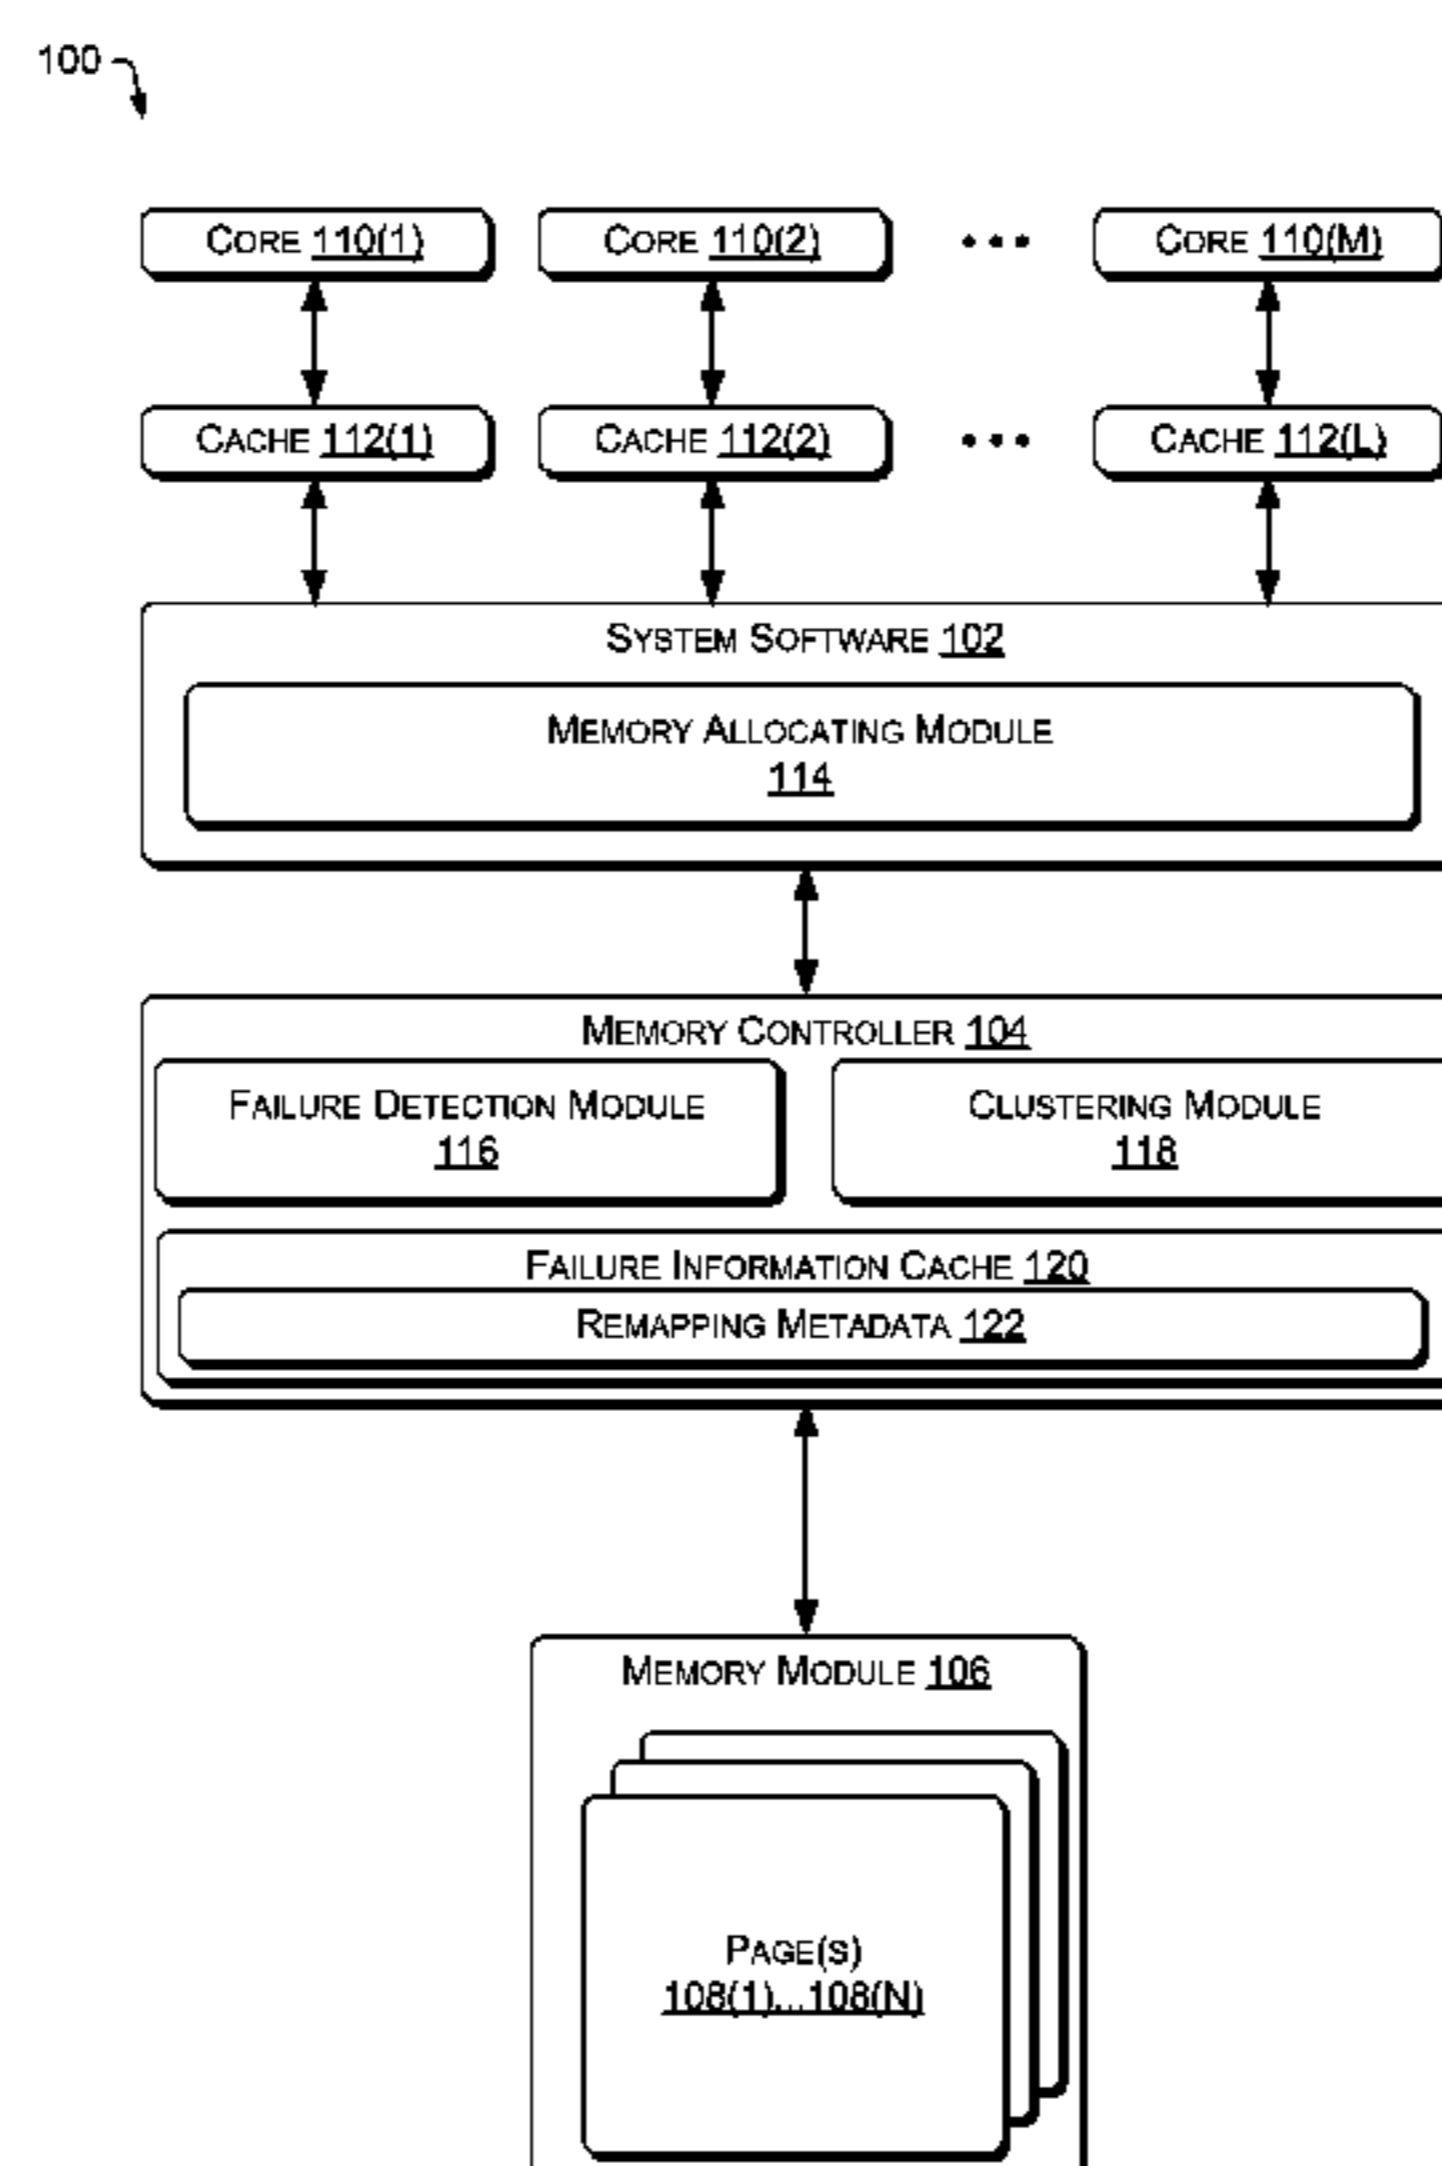 100
CORE 110(1) CORE 110(2) ••• CORE 110(M)
CACHE 112(1) CACHE 112(2) ••• CACHE 112(L)
SYSTEM SOFTWARE 102
MEMORY ALLOCATING MODULE
114
MEMORY CONTROLLER 104
FAILURE DETECTION MODULE
116
CLUSTERING MODULE
118
FAILURE INFORMATION CACHE 120
REMAPPING METADATA 122
MEMORY MODULE 106
PAGE(S)
108(1)...108(N)